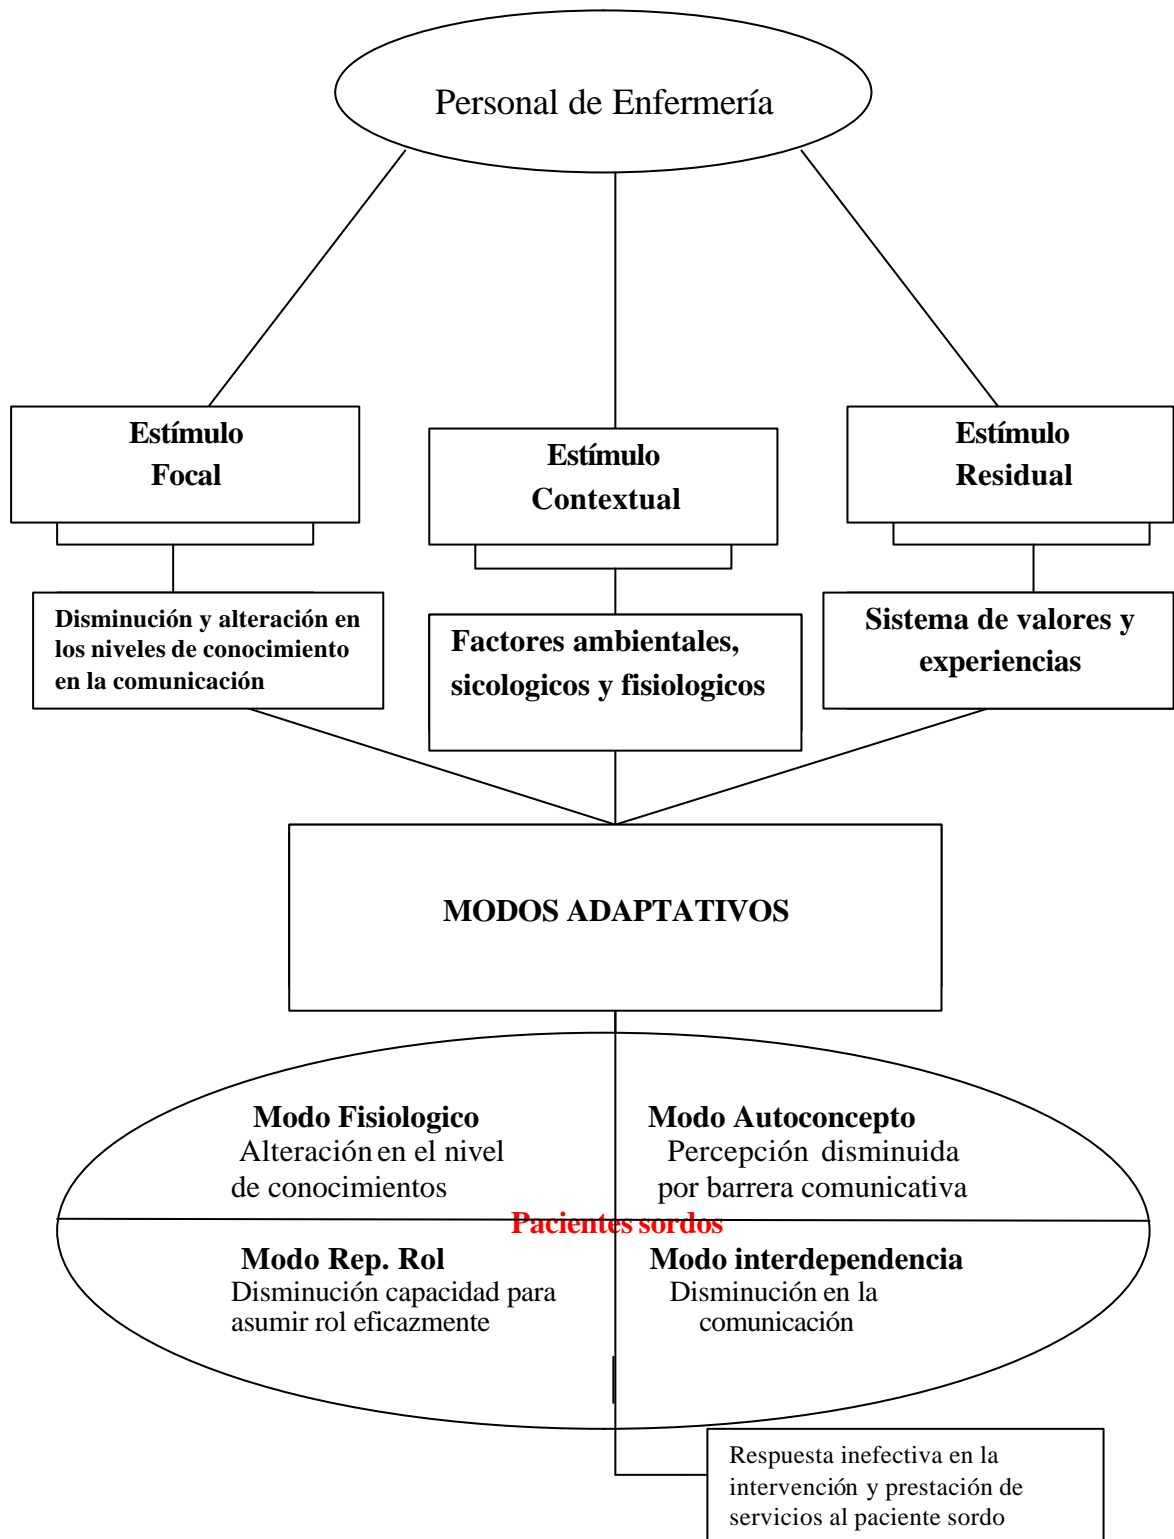 Personal de Enfermería
Estímulo
Focal
Estímulo
Contextual
Estímulo
Residual
Disminución y alteración en
los niveles de conocimiento
en la comunicación
Factores ambientales,
sicologicos y fisiologicos
Sistema de valores y
experiencias
MODOS ADAPTATIVOS
Modo Fisiologico
Alteración en el nivel
de conocimientos
Modo Autoconcepto
Percepción disminuida
por barrera comunicativa
Pacientes sordos
Modo Rep. Rol
Disminución capacidad para
asumir rol eficazmente
Modo interdependencia
Disminución en la
comunicación
Respuesta inefectiva en la
intervención y prestación de
servicios al paciente sordo